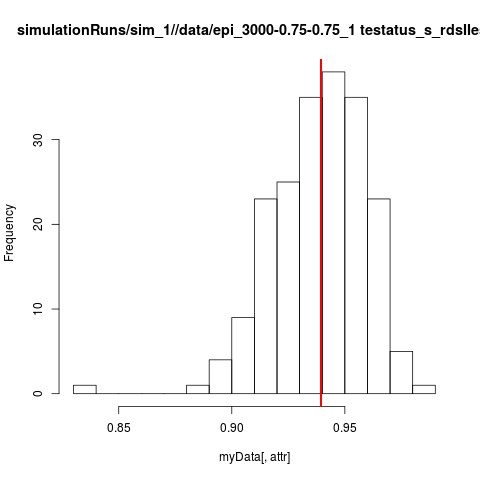 simulationRuns/sim_1//data/epi_3000-0.75-0.75_1 testatus_s_rdsIIe
Frequency
30
20
10
0
0.85 0.90 0.95
myData[, attr]